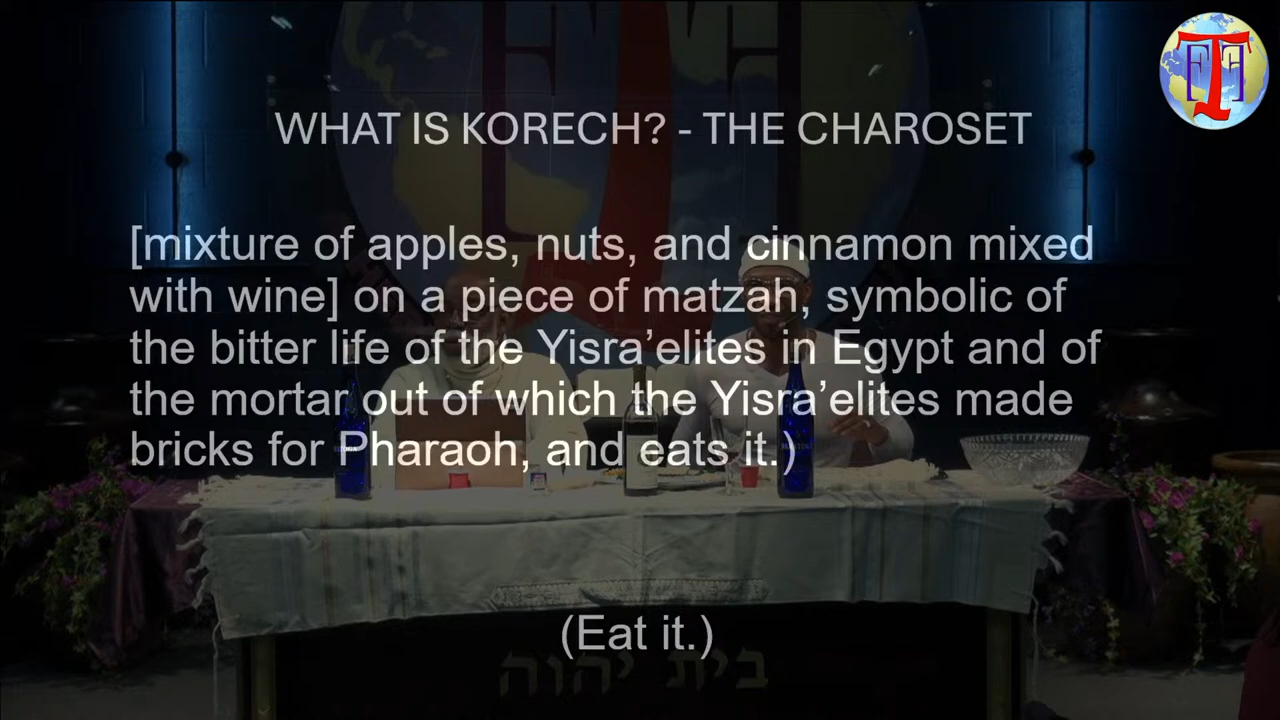 WHAT IS KORECH? - THE CHAROSET
[mixture of apples, nuts, and cinnamon mixed
with wine] on a piece of matzah, symbolic of
the bitter life of the Yisra’elites in Egypt and of
the mortar out of which the Yisra’elites made
bricks for Pharaoh, and eats it.)
(Eat it.)
בית יהוה